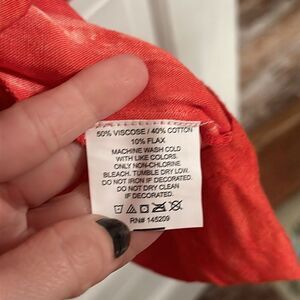 50% VISCOSE / 40% COTTON
10% FLAX
MACHINE WASH COLD
WITH LIKE COLORS.
ONLY NON-CHLORINE
BLEACH. TUMBLE DRY LOW.
DO NOT IRON IF DECORATED.
DO NOT DRY CLEAN
IF DECORATED.
RN# 145209